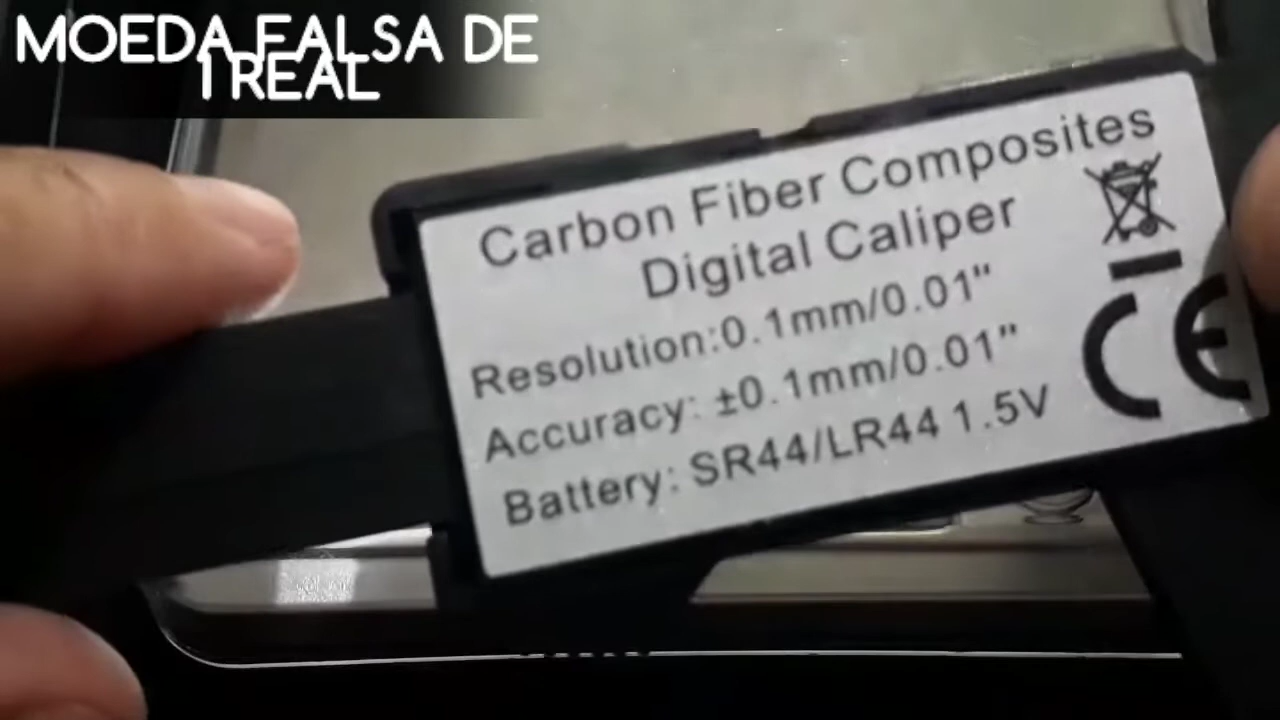 MOEDA FALSA DE
1 REAL
Carbon Fiber Composites
Digital Caliper
Resolution:0.1mm/0.01"
Accuracy: ±0.1mm/0.01"
Battery: SR44/LR44 1.5V
CE